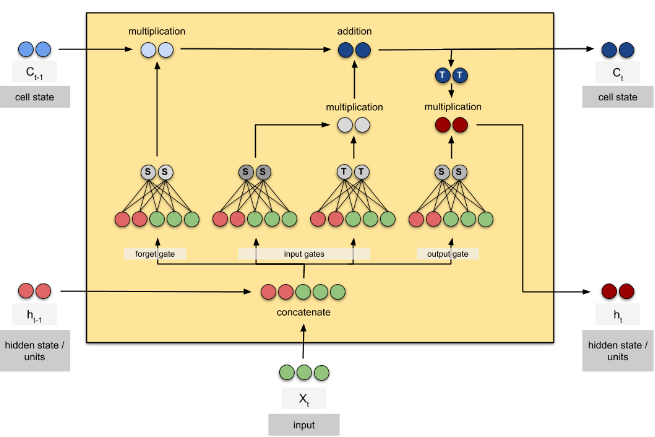 multiplication
addition
C t-1
cell state
T T
C t
cell state
multiplication
multiplication
S S
S S
T T
S S
forget gate
input gates
output gate
h t-1
hidden state /
units
concatenate
h t
hidden state /
units
X t
input